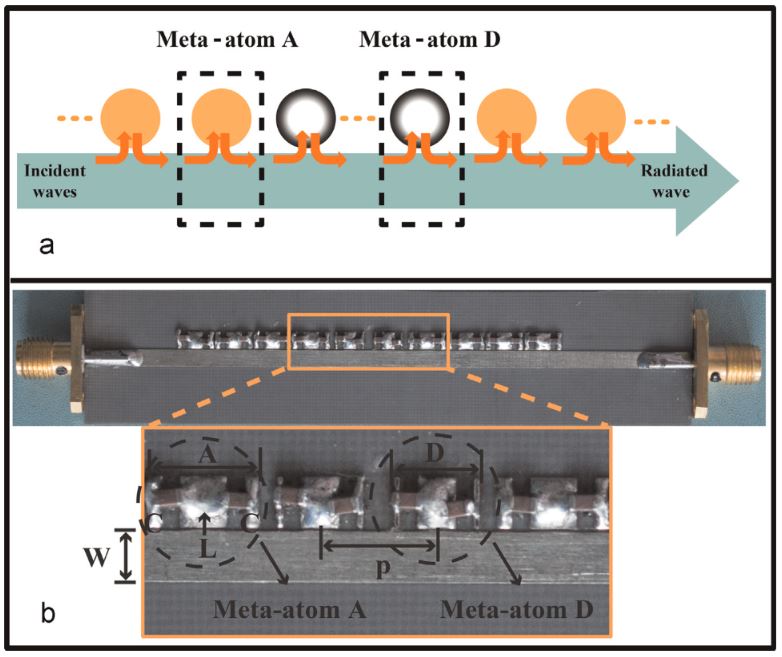 Meta-atom A Meta-atom D
Incident
waves
Radiated
wave
a
A D
C C
L
W
p
Meta-atom A Meta-atom D
b